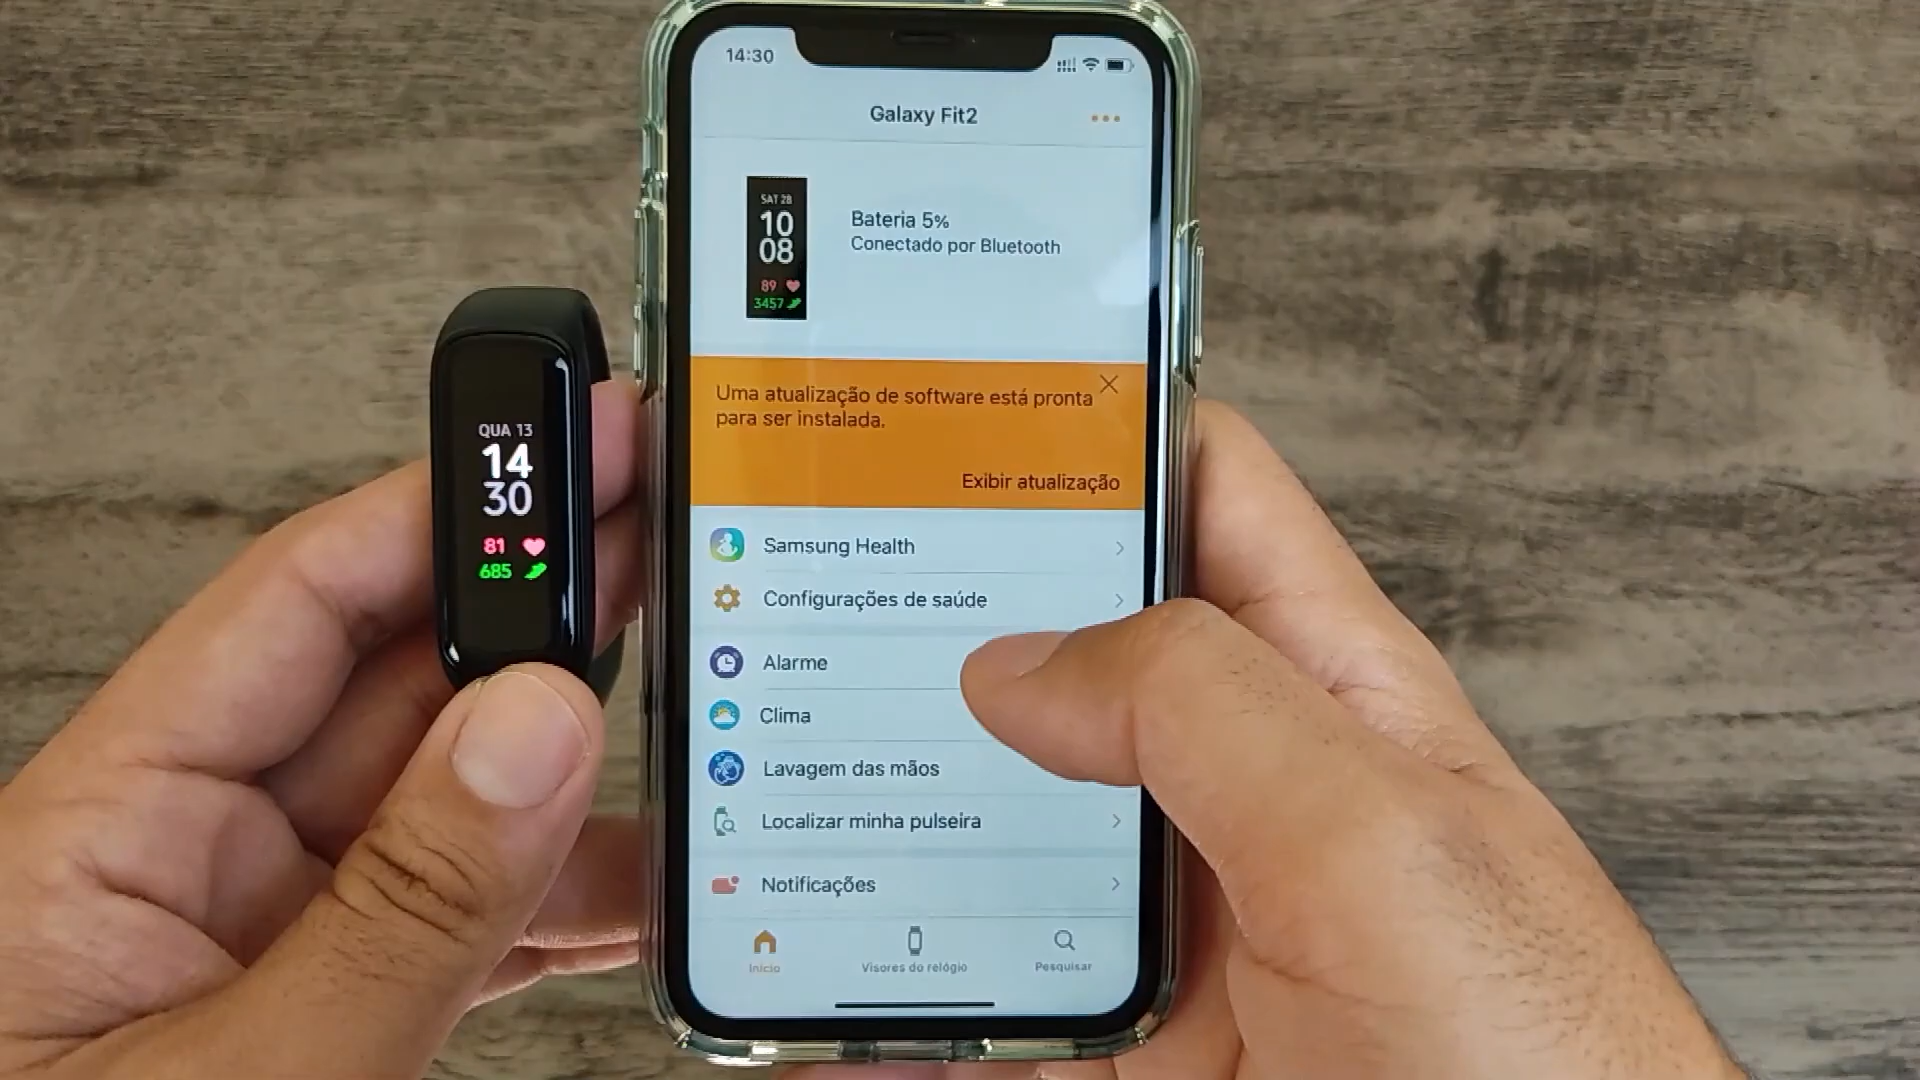 14:30
Galaxy Fit2
SAT 28
10
08
89
3457
Bateria 5%
Conectado por Bluetooth
Uma atualização de software está pronta
para ser instalada.
Exibir atualização
Samsung Health
Configurações de saúde
Alarme
Clima
Lavagem das mãos
Localizar minha pulseira
Notificações
Início
Visores do relógio
Pesquisar
QUA 13
14
30
81
685